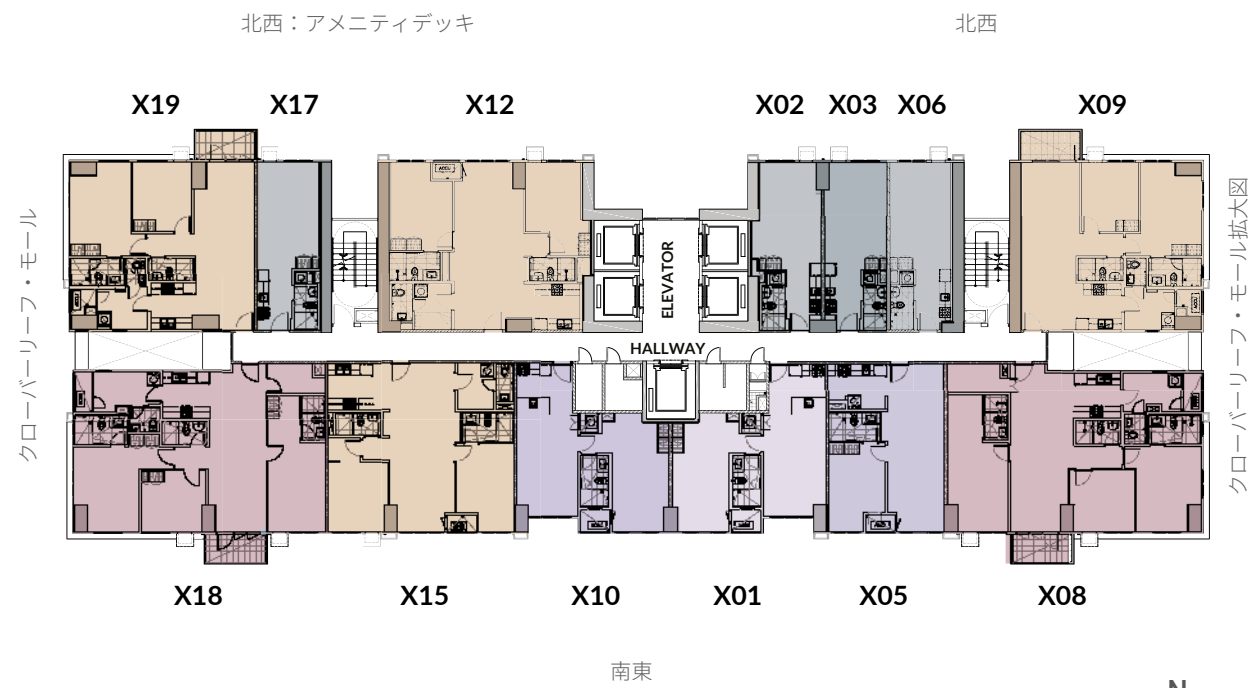 北西：アメニティデッキ
北西
X19
X17
X12
X02
X03
X06
X09
クローバーリーフ・モール
ELEVATOR
HALLWAY
クローバーリーフ・モール拡大図
X18
X15
X10
X01
X05
X08
南東
N